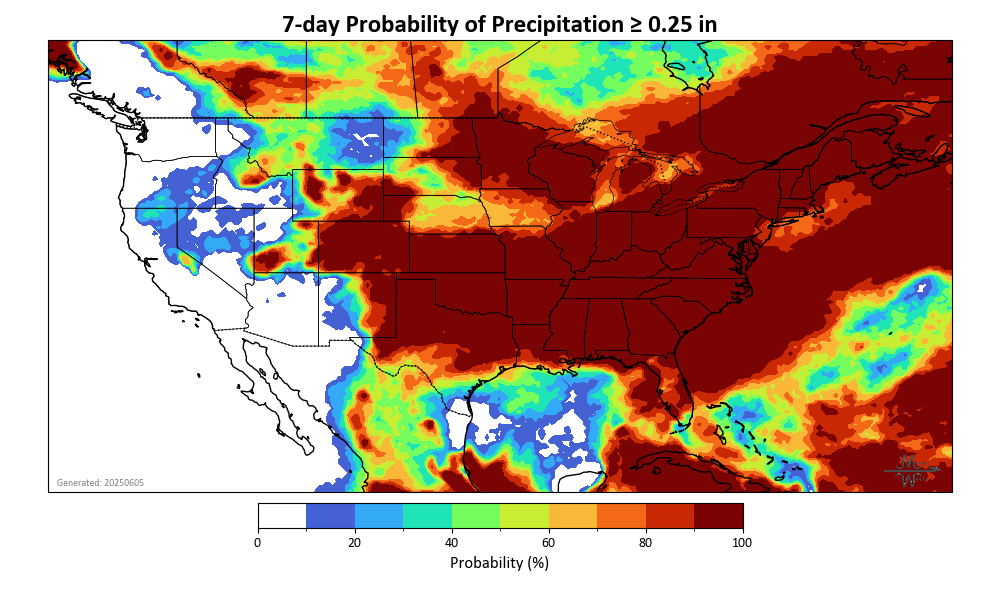 7-day Probability of Precipitation ≥ 0.25 in
Generated: 20250605
0 20 40 60 80 100
Probability (%)